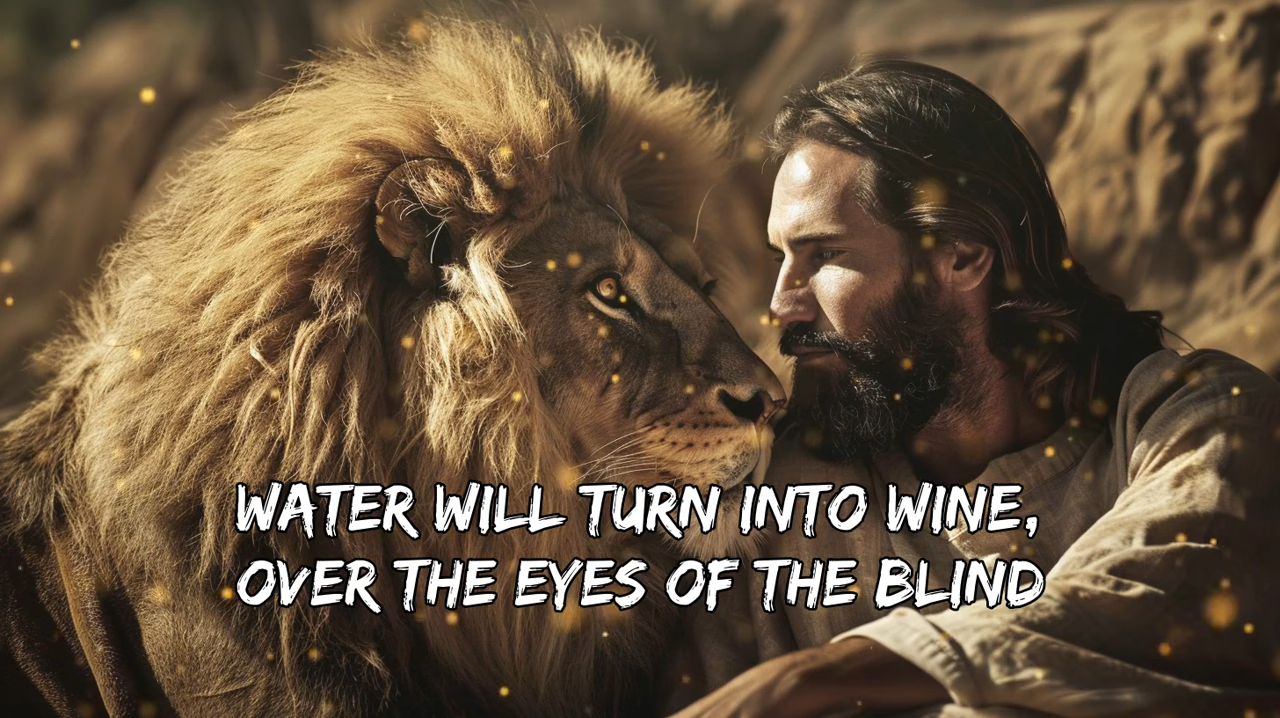 WATER WILL TURN INTO WINE,
OVER THE EYES OF THE BLIND